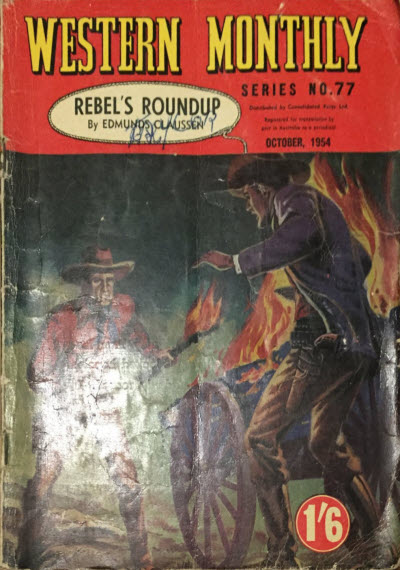 WESTERN MONTHLY
SERIES NO.77
REBEL'S ROUNDUP
By EDMUNDS CLAUSSEN
Distributed by Consolidated Press Ltd.
Registered for transmission by
post in Australia as a periodical
OCTOBER, 1954
1'6